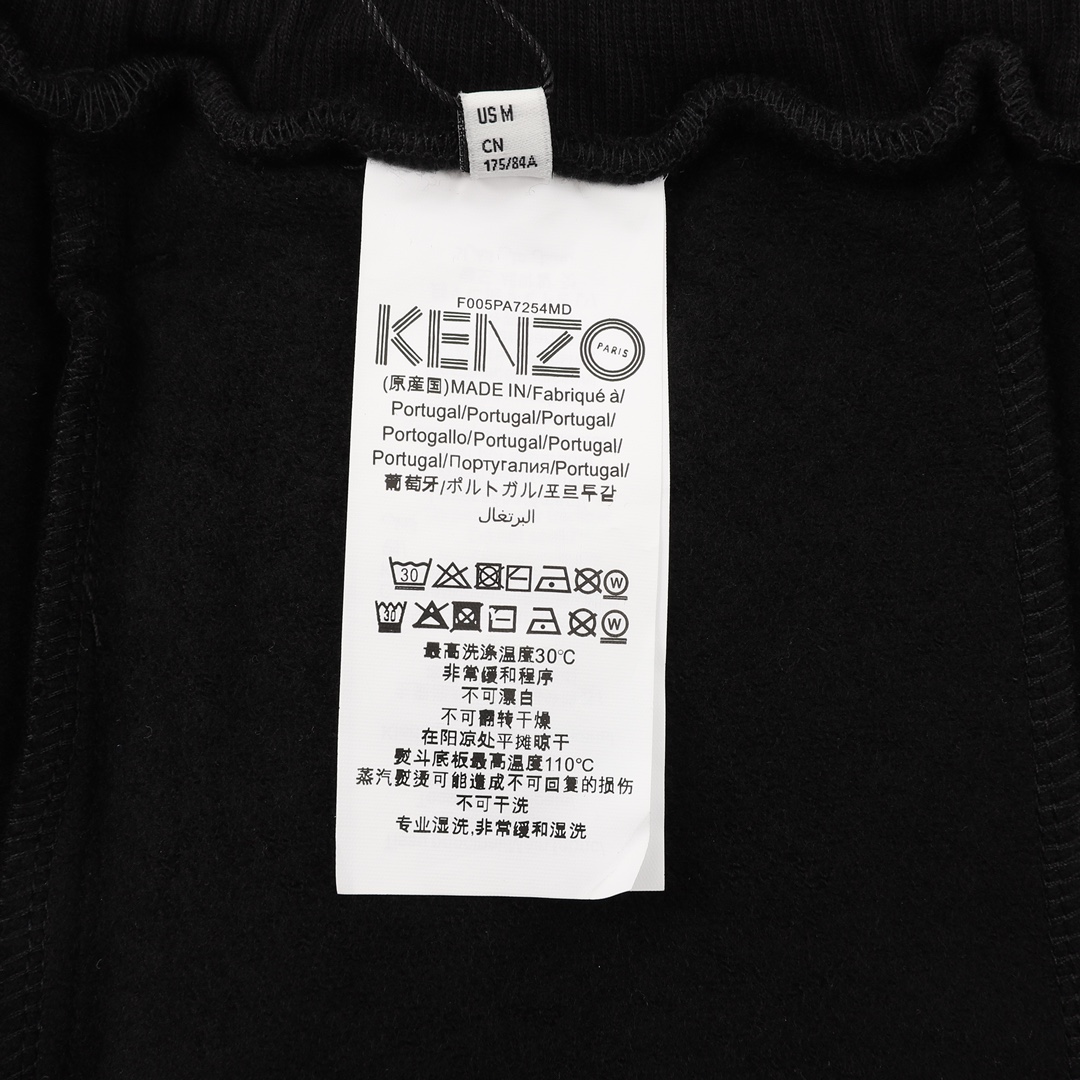 US M
CN
175/84A
F005PA7254MD
KENZO
PARIS
(原産国)MADE IN/Fabriqué à/
Portugal/Portugal/Portugal/
Portogallo/Portugal/Portugal/
Portugal/Португалия/Portugal/
葡萄牙/ポルトガル/포르투갈
البرتغال
30
W
30
W
最高洗涤温度30℃
非常缓和程序
不可漂白
不可翻转干燥
在阳凉处平摊晾干
熨斗底板最高温度110℃
蒸汽熨烫可能造成不可回复的损伤
不可干洗
专业湿洗,非常缓和湿洗